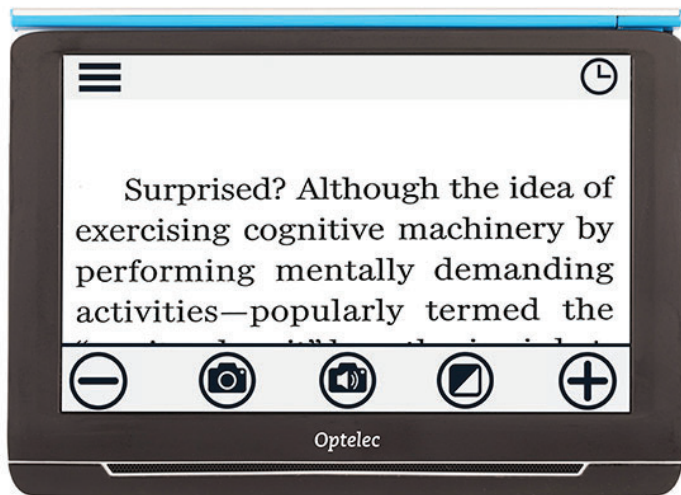 Surprised? Although the idea of
exercising cognitive machinery by
performing mentally demanding
activities—popularly termed the
Optelec